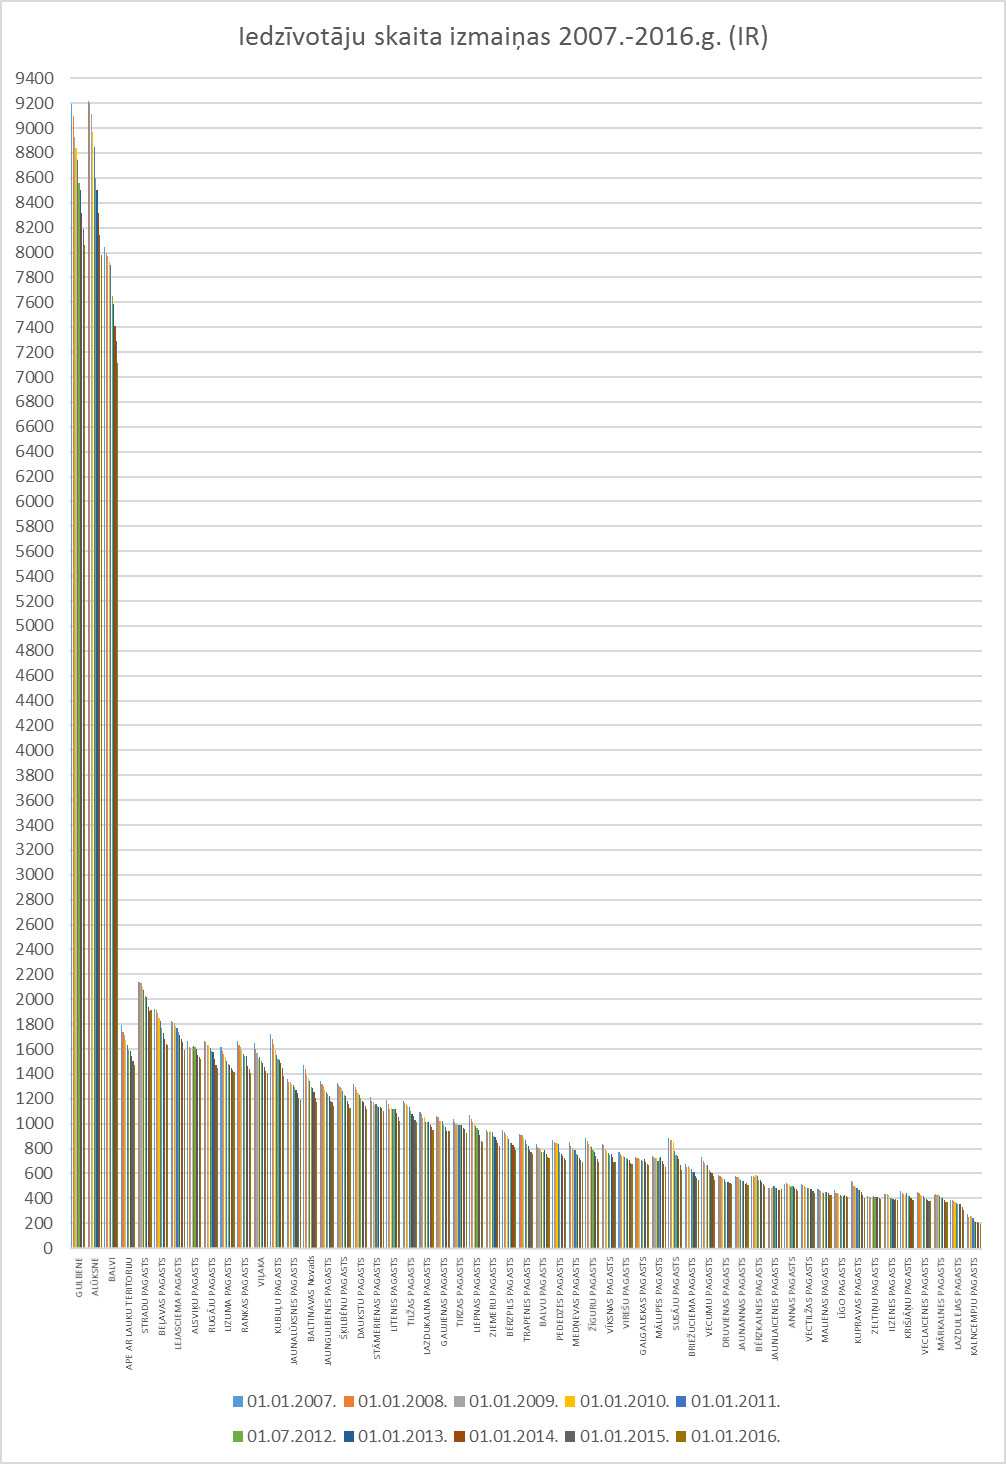 Iedzīvotāju skaita izmaiņas 2007.-2016.g. (IR)
9400
9200
9000
8800
8600
8400
8200
8000
7800
7600
7400
7200
7000
6800
6600
6400
6200
6000
5800
5600
5400
5200
5000
4800
4600
4400
4200
4000
3800
3600
3400
3200
3000
2800
2600
2400
2200
2000
1800
1600
1400
1200
1000
800
600
400
200
0
GULBENE
ALŪKSNE
BALVI
APE AR LAUKU TERITORIJU
STRADU PAGASTS
BEĻAVAS PAGASTS
LEJASCIEMA PAGASTS
ALSVIĶU PAGASTS
RUGĀJU PAGASTS
LIZUMA PAGASTS
RANKAS PAGASTS
VIĻAKA
KUBUĻU PAGASTS
JAUNALŪKSNES PAGASTS
BALTINAVAS Novads
JAUNGULBENES PAGASTS
ŠĶILBĒNU PAGASTS
DAUKSTU PAGASTS
STĀMERIENAS PAGASTS
LITENES PAGASTS
TILŽAS PAGASTS
LAZDUKALNA PAGASTS
GAUJIENAS PAGASTS
TIRZAS PAGASTS
LIEPNAS PAGASTS
ZIEMERU PAGASTS
BĒRZPILS PAGASTS
TRAPENES PAGASTS
BALVU PAGASTS
PEDEDZES PAGASTS
MEDŅEVAS PAGASTS
ŽĪGURU PAGASTS
VĪKSNAS PAGASTS
VIREŠU PAGASTS
GALGAUSKAS PAGASTS
MĀLUPES PAGASTS
SUSĀJU PAGASTS
BRIEŽUCIEMA PAGASTS
VECUMU PAGASTS
DRUVIENAS PAGASTS
JAUNANNAS PAGASTS
BĒRZKALNES PAGASTS
JAUNLAICENES PAGASTS
ANNAS PAGASTS
VECTILŽAS PAGASTS
MALIENAS PAGASTS
LĪGO PAGASTS
KUPRAVAS PAGASTS
ZELTIŅU PAGASTS
ILZENES PAGASTS
KRIŠJĀŅU PAGASTS
VECLAICENES PAGASTS
MĀRKALNES PAGASTS
LAZDULEJAS PAGASTS
KALNCEMPJU PAGASTS
01.01.2007. 01.01.2008. 01.01.2009. 01.01.2010. 01.01.2011.
01.07.2012. 01.01.2013. 01.01.2014. 01.01.2015. 01.01.2016.